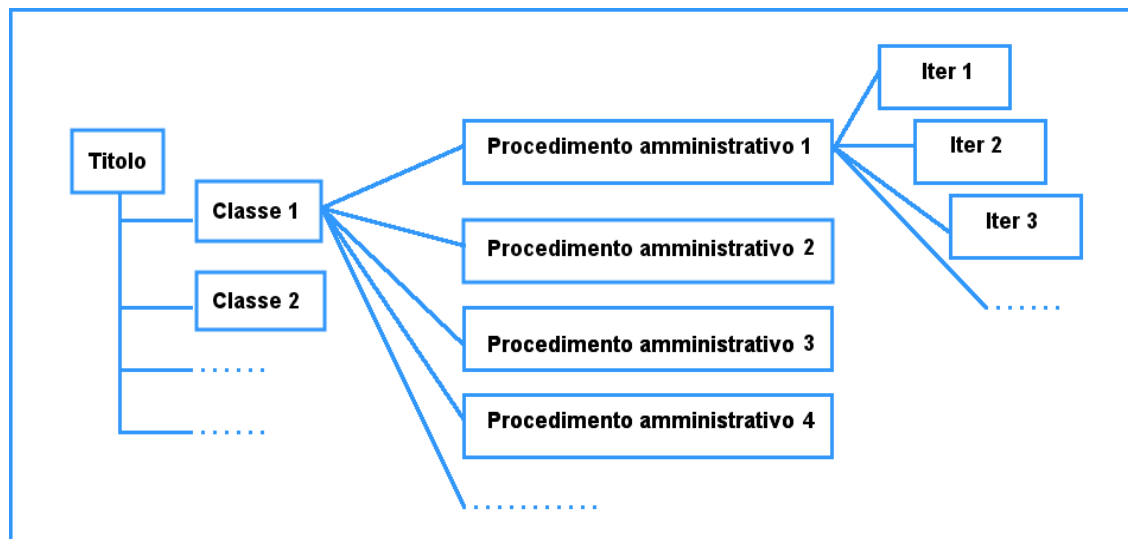 Titolo
Classe 1
Classe 2
Procedimento amministrativo 1
Procedimento amministrativo 2
Procedimento amministrativo 3
Procedimento amministrativo 4
Iter 1
Iter 2
Iter 3